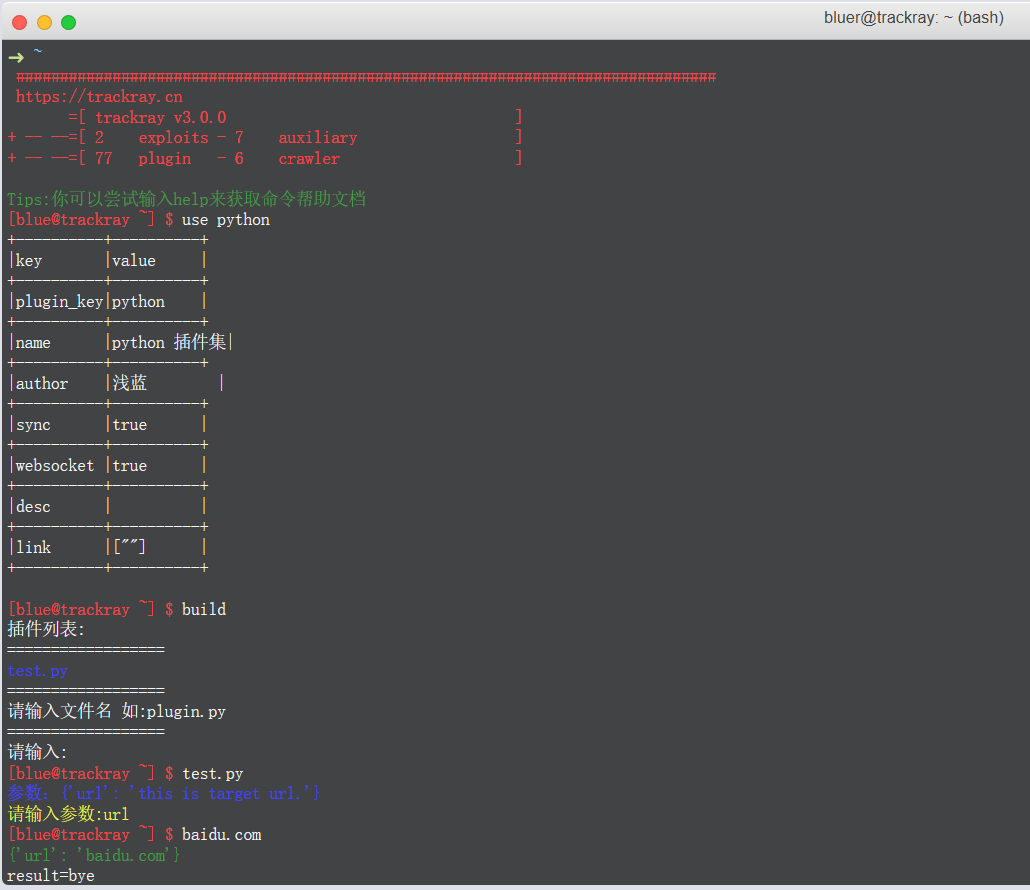 bluer@trackray: ~ (bash)
➜ ~
################################################################################
https://trackray.cn
=[ trackray v3.0.0 ]
+ -- --=[ 2 exploits - 7 auxiliary ]
+ -- --=[ 77 plugin - 6 crawler ]
Tips:你可以尝试输入help来获取命令帮助文档
[blue@trackray ~] $ use python
+----------+----------+
|key |value |
+----------+----------+
|plugin_key|python |
+----------+----------+
|name |python 插件集|
+----------+----------+
|author |浅蓝 |
+----------+----------+
|sync |true |
+----------+----------+
|websocket |true |
+----------+----------+
|desc | |
+----------+----------+
|link |[""] |
+----------+----------+
[blue@trackray ~] $ build
插件列表:
==================
test.py
==================
请输入文件名 如:plugin.py
==================
请输入:
[blue@trackray ~] $ test.py
参数: {'url': 'this is target url.'}
请输入参数:url
[blue@trackray ~] $ baidu.com
{'url': 'baidu.com'}
result=bye